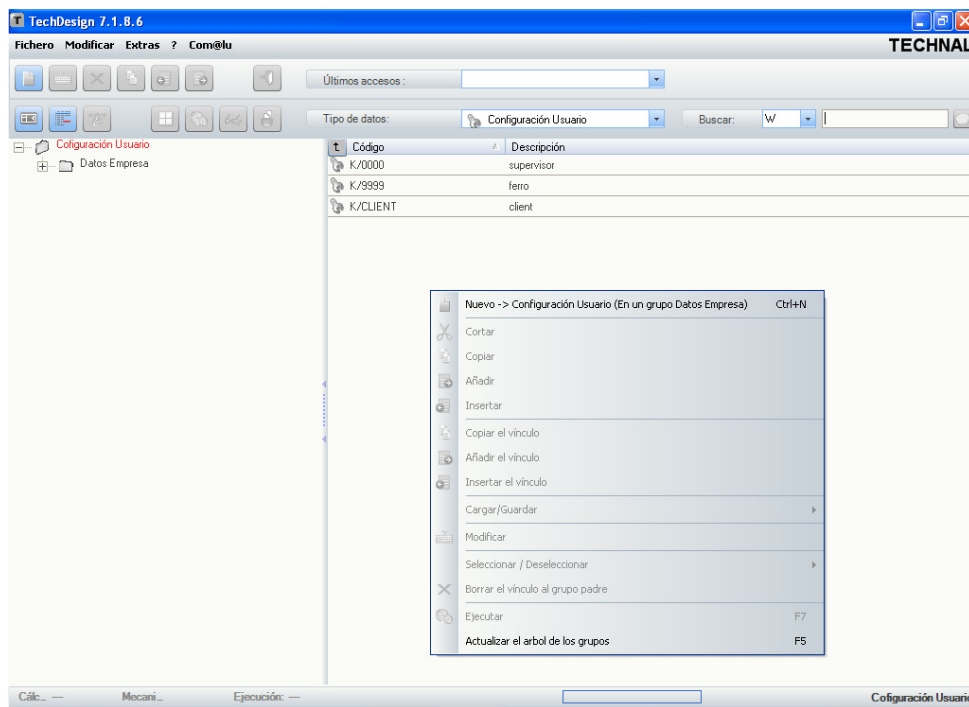 TechDesign 7.1.8.6
Fichero Modificar Extras ? Com@lu
TECHNAL
Últimos accesos :
Tipo de datos: Configuración Usuario Buscar: W
Cofiguración Usuario
Datos Empresa
t Código Descripción
K/0000 supervisor
K/9999 ferro
K/CLIENT client
Nuevo -> Configuración Usuario (En un grupo Datos Empresa) Ctrl+N
Cortar
Copiar
Añadir
Insertar
Copiar el vínculo
Añadir el vínculo
Insertar el vínculo
Cargar/Guardar
Modificar
Seleccionar / Deseleccionar
Borrar el vínculo al grupo padre
Ejecutar F7
Actualizar el arbol de los grupos F5
Cálc_ --- Mecani_ Ejecución: --- Cofiguración Usuario